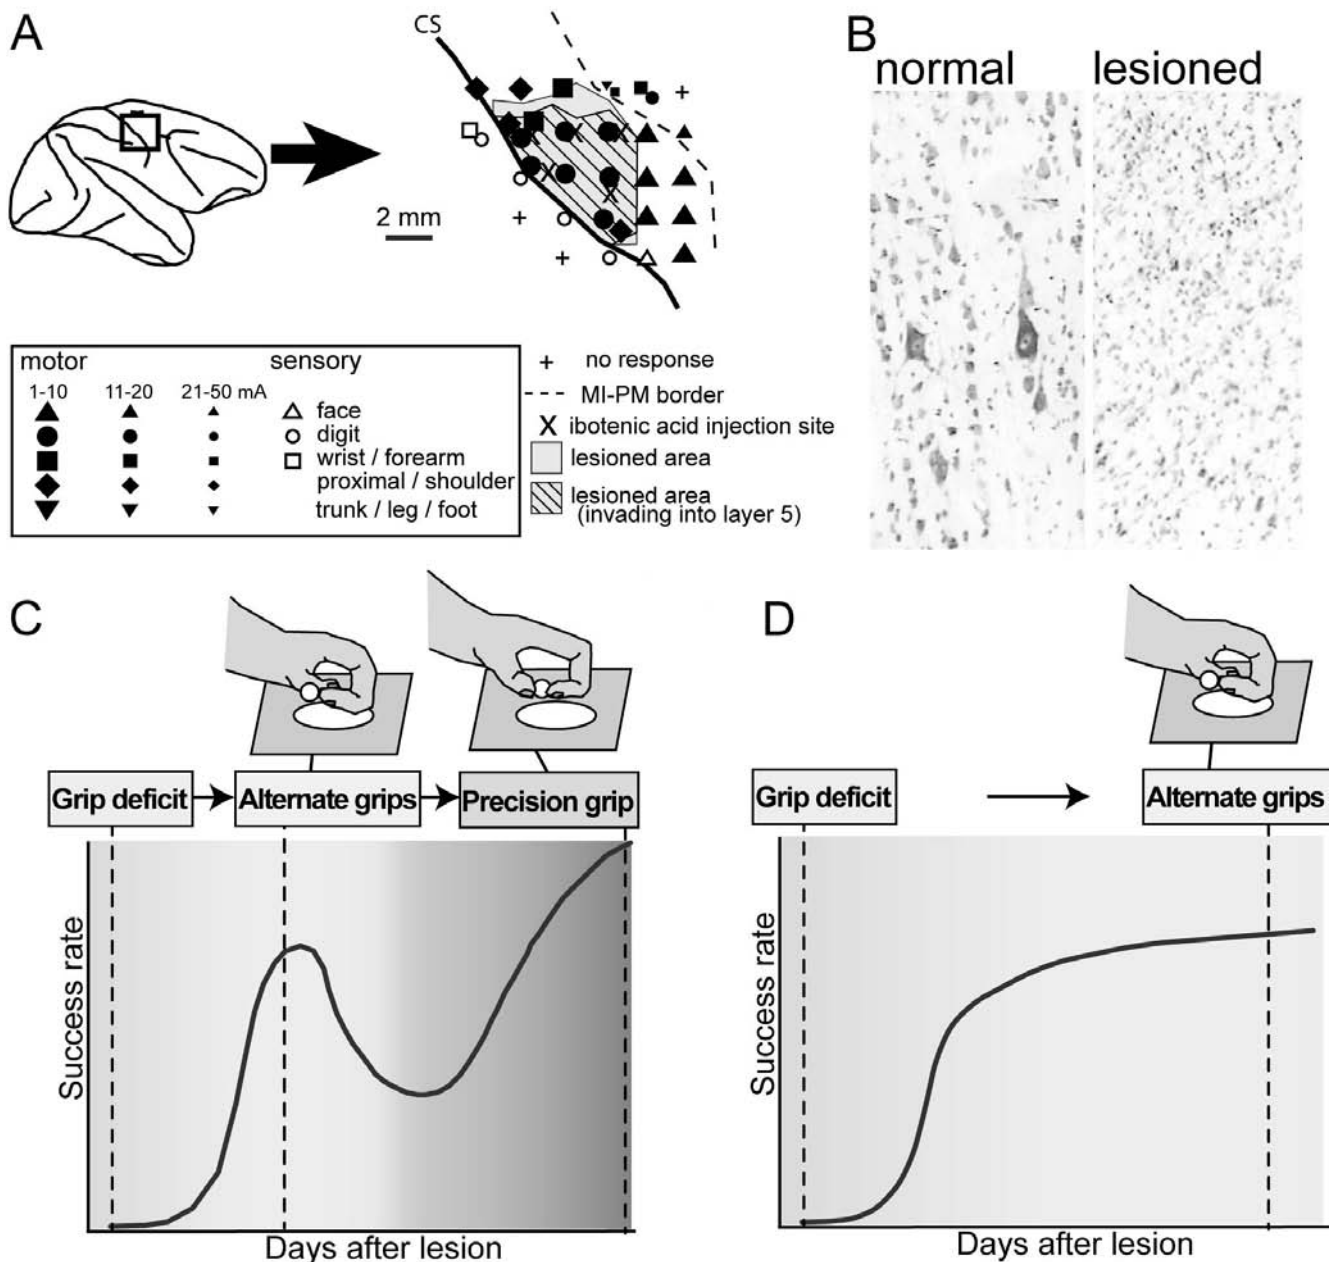 A
CS
2 mm
motor
sensory
1-10
11-20
21-50 mA
face
digit
wrist / forearm
proximal / shoulder
trunk / leg / foot
+ no response
MI-PM border
X ibotenic acid injection site
lesioned area
lesioned area
(invading into layer 5)
B
normal
lesioned
C
Grip deficit
Alternate grips
Precision grip
Success rate
Days after lesion
D
Grip deficit
Alternate grips
Success rate
Days after lesion